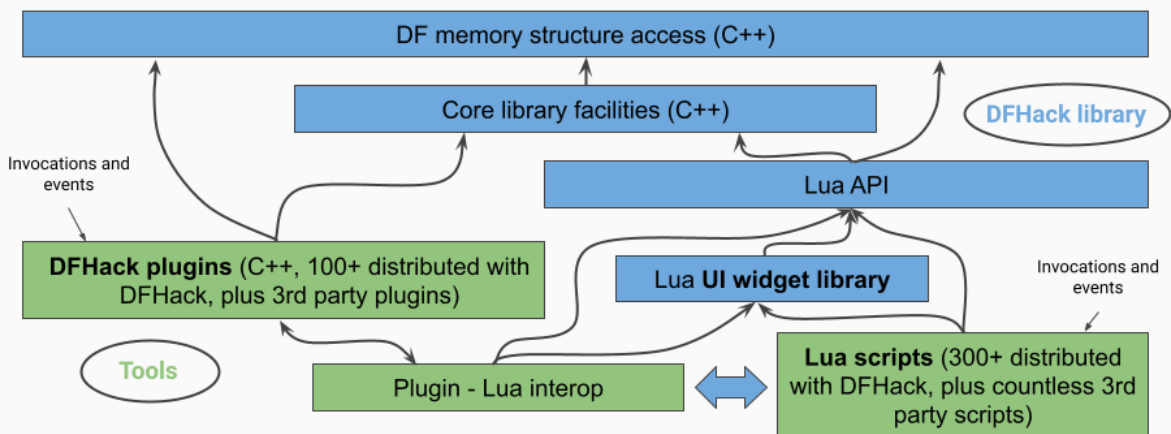 DF memory structure access (C++)
Core library facilities (C++)
DFHack library
Invocations and
events
Lua API
DFHack plugins (C++, 100+ distributed with
DFHack, plus 3rd party plugins)
Lua UI widget library
Invocations and
events
Tools
Plugin - Lua interop
Lua scripts (300+ distributed
with DFHack, plus countless 3rd
party scripts)